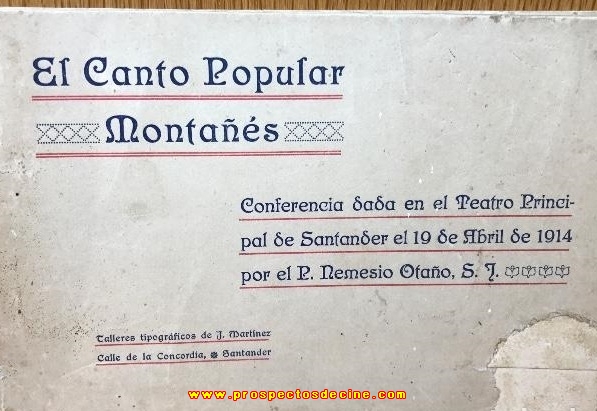 El Canto Popular
Montañés
Conferencia dada en el Teatro Princi-
pal de Santander el 19 de Abril de 1914
por el P. Nemesio Otaño, S. J.
Talleres tipográficos de J. Martínez
Calle de la Concordia, Santander
www.prospectosdecine.com